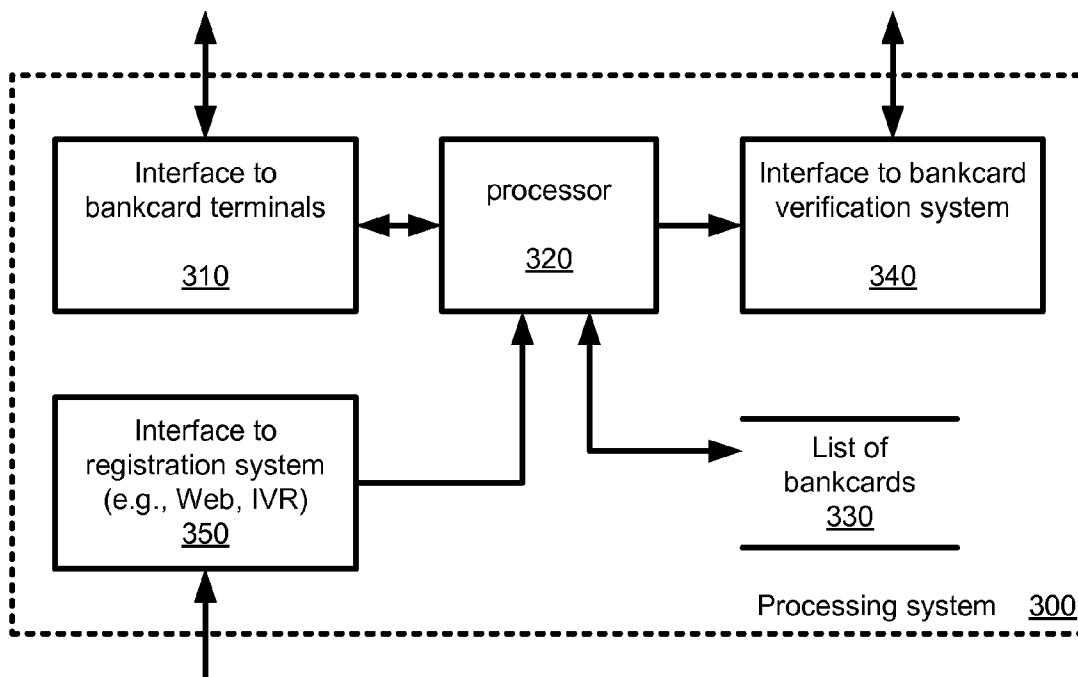 Interface to
bankcard terminals
310
processor
320
Interface to bankcard
verification system
340
Interface to
registration system
(e.g., Web, IVR)
350
List of
bankcards
330
Processing system 300